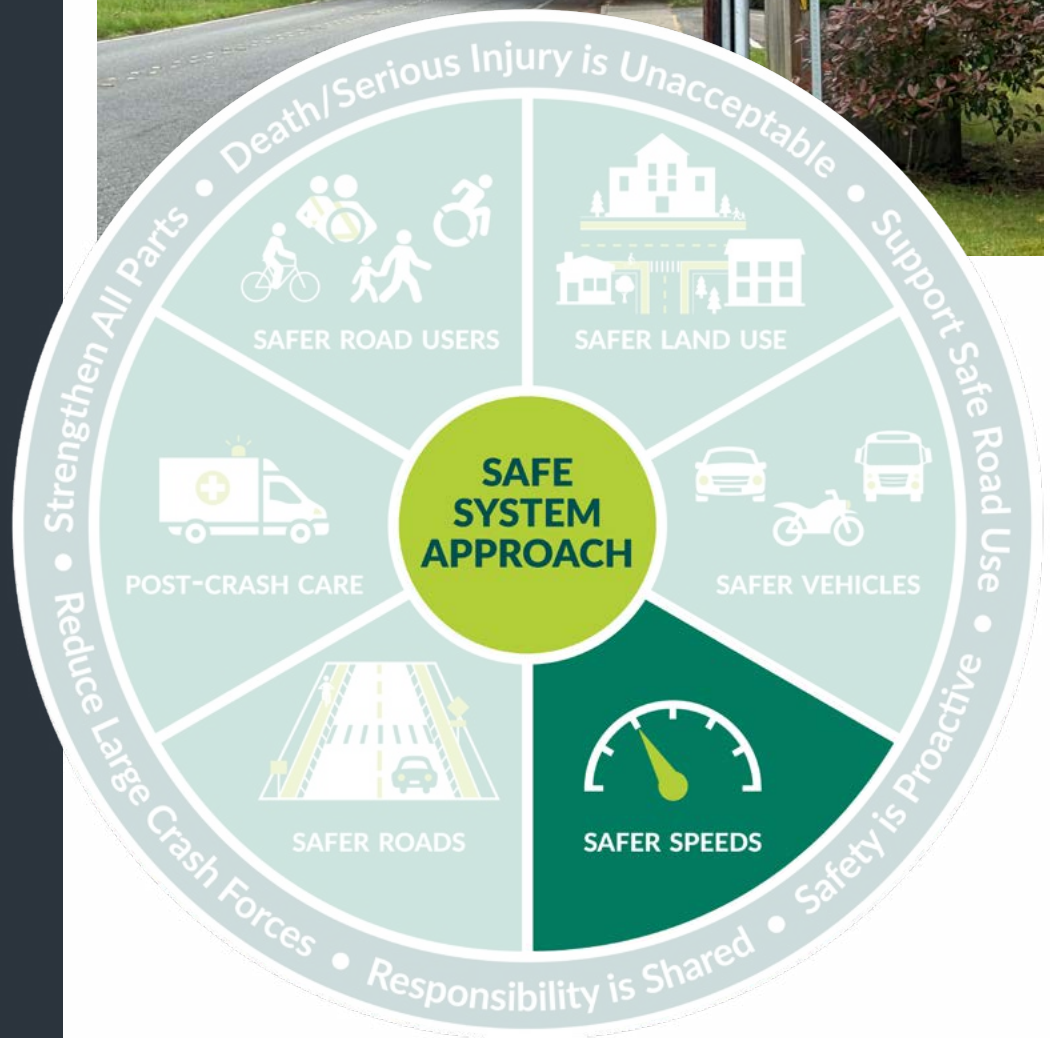 Death/Serious Injury is Unacceptable
Support Safe Road Use
Safety is Proactive
Responsibility is Shared
Reduce Large Crash Forces
Strengthen All Parts
SAFER ROAD USERS
SAFER LAND USE
SAFE
SYSTEM
APPROACH
POST-CRASH CARE
SAFER VEHICLES
SAFER ROADS
SAFER SPEEDS